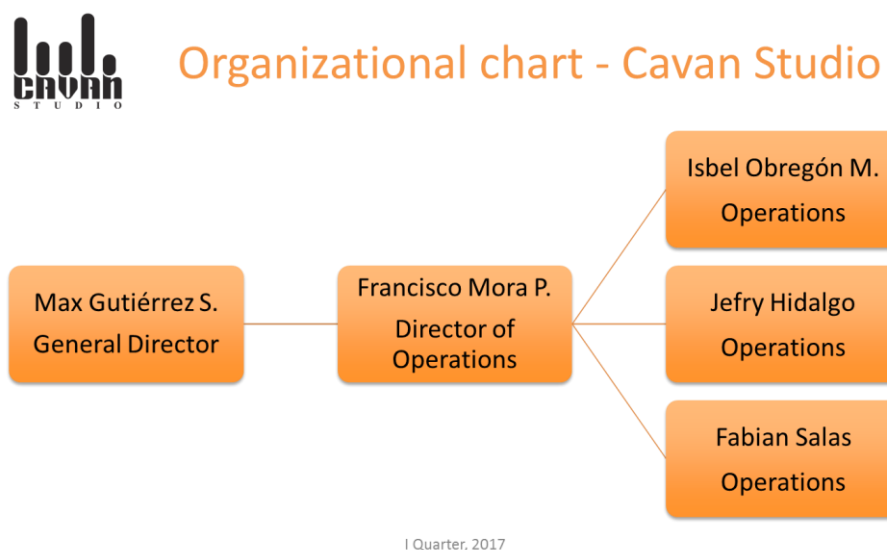 CAVAN
STUDIO
Organizational chart - Cavan Studio
Max Gutiérrez S.
General Director
Francisco Mora P.
Director of
Operations
Isbel Obregón M.
Operations
Jefry Hidalgo
Operations
Fabian Salas
Operations
I Quarter, 2017